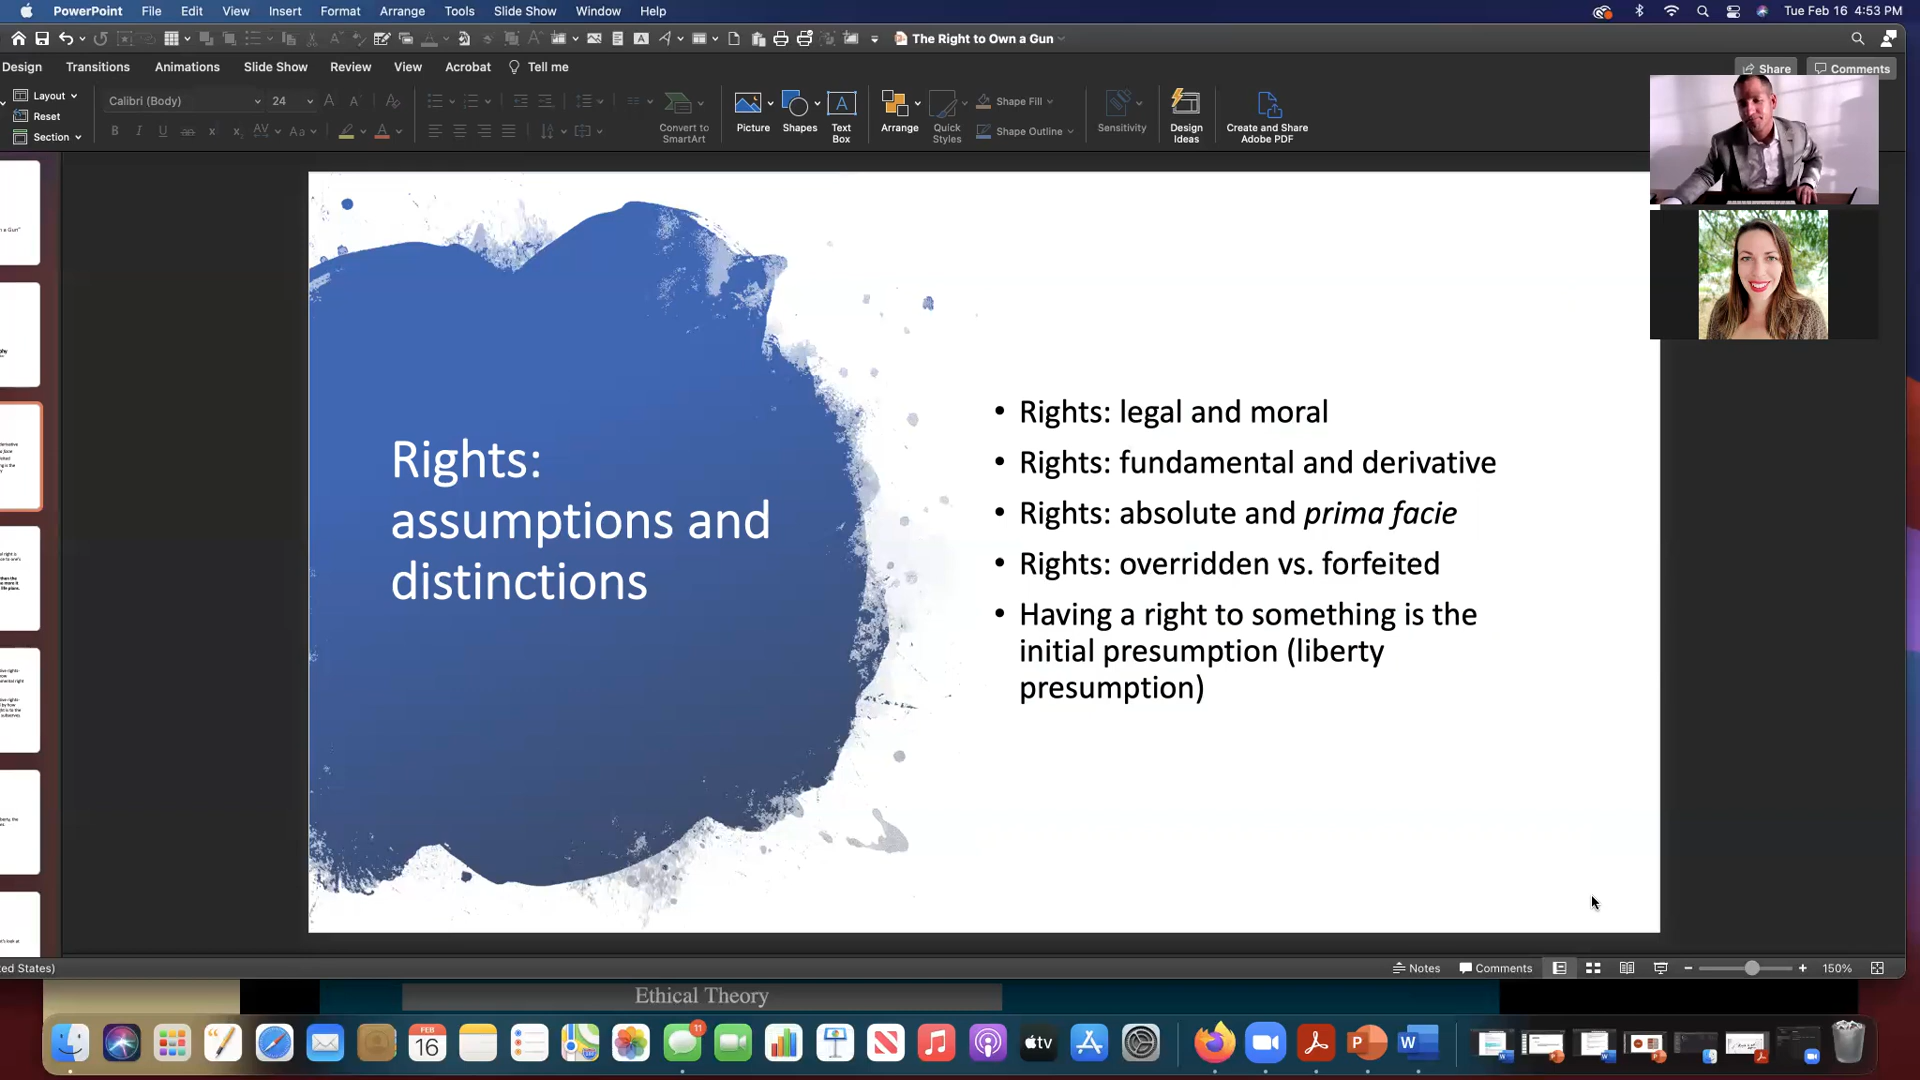 PowerPoint File Edit View Insert Format Arrange Tools Slide Show Window Help Tue Feb 16 4:53 PM
The Right to Own a Gun
Design Transitions Animations Slide Show Review View Acrobat Tell me Share Comments
Layout
Reset
Section
Calibri (Body) 24
Convert to
SmartArt
Picture
Shapes
Text
Box
Arrange
Quick
Styles
Shape Fill
Shape Outline
Sensitivity
Design
Ideas
Create and Share
Adobe PDF
Rights:
assumptions and
distinctions
• Rights: legal and moral
• Rights: fundamental and derivative
• Rights: absolute and prima facie
• Rights: overridden vs. forfeited
• Having a right to something is the
initial presumption (liberty
presumption)
ed States) Notes Comments 150%
Ethical Theory
FEB
16
11
tv
P
W